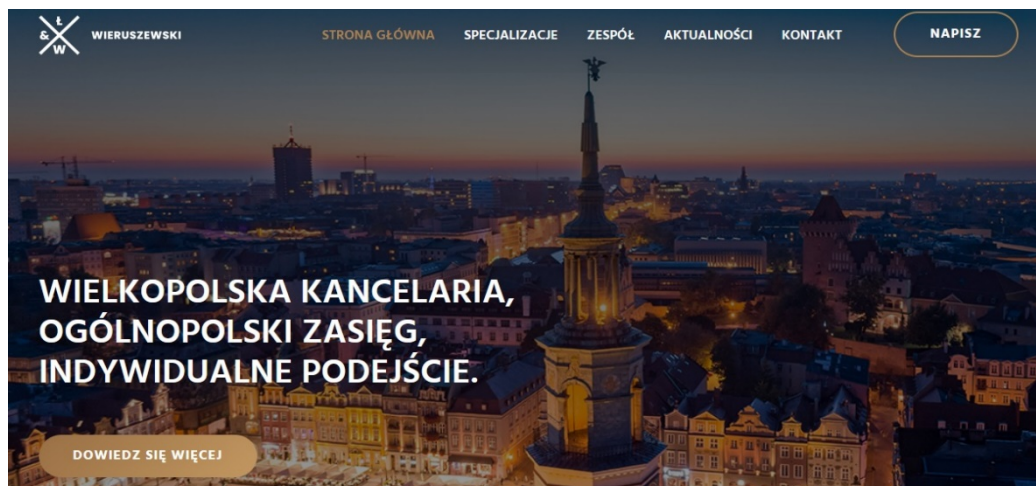 Ł
&
W
WIERUSZEWSKI
STRONA GŁÓWNA SPECJALIZACJE ZESPÓŁ AKTUALNOŚCI KONTAKT NAPISZ
WIELKOPOLSKA KANCELARIA,
OGÓLNOPOLSKI ZASIĘG,
INDYWIDUALNE PODEJŚCIE.
DOWIEDZ SIĘ WIĘCEJ